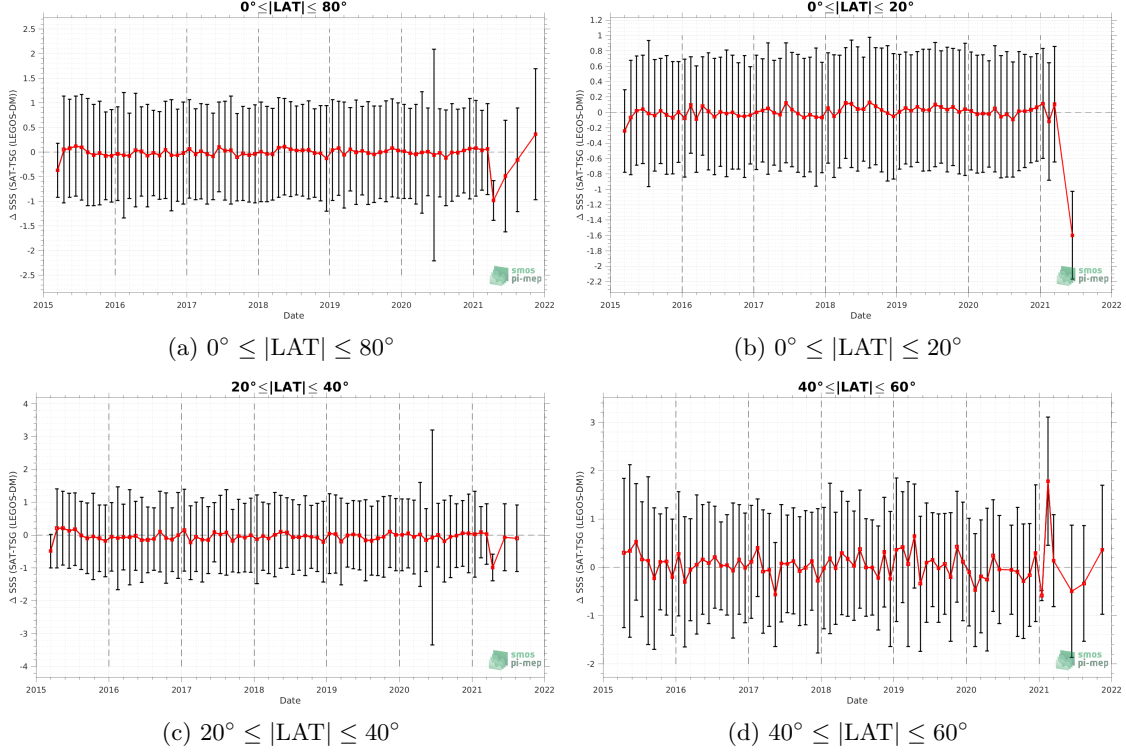 0°≤|LAT|≤ 80°
Δ SSS (SAT-TSG (LEGOS-DM))
2.5
2
1.5
1
0.5
0
-0.5
-1
-1.5
-2
-2.5
2015 2016 2017 2018 2019 2020 2021 2022
Date
smos
pi-mep
(a) 0° ≤ |LAT| ≤ 80°
0°≤|LAT|≤ 20°
Δ SSS (SAT-TSG (LEGOS-DM))
1.2
1
0.8
0.6
0.4
0.2
0
-0.2
-0.4
-0.6
-0.8
-1
-1.2
-1.4
-1.6
-1.8
-2
-2.2
2015 2016 2017 2018 2019 2020 2021 2022
Date
smos
pi-mep
(b) 0° ≤ |LAT| ≤ 20°
20°≤|LAT|≤ 40°
Δ SSS (SAT-TSG (LEGOS-DM))
4
3
2
1
0
-1
-2
-3
-4
2015 2016 2017 2018 2019 2020 2021 2022
Date
smos
pi-mep
(c) 20° ≤ |LAT| ≤ 40°
40°≤|LAT|≤ 60°
Δ SSS (SAT-TSG (LEGOS-DM))
3
2
1
0
-1
-2
2015 2016 2017 2018 2019 2020 2021 2022
Date
smos
pi-mep
(d) 40° ≤ |LAT| ≤ 60°